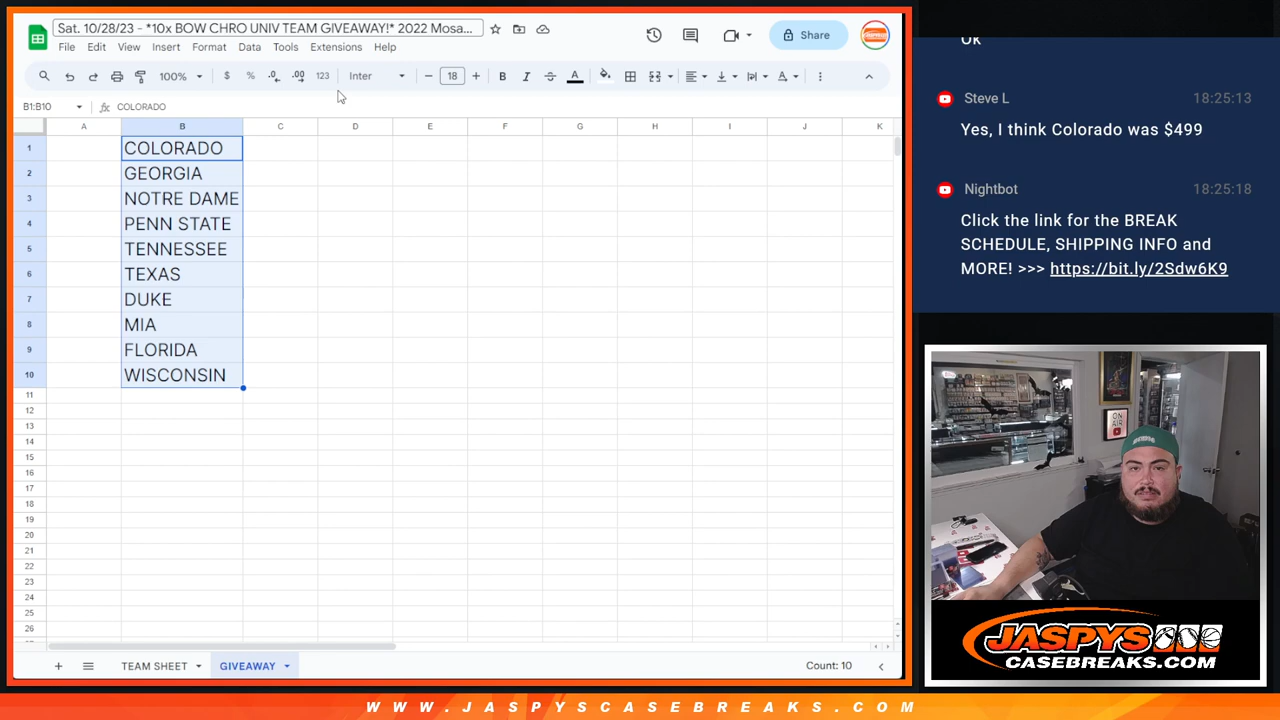 Sat. 10/28/23 - *10x BOW CHRO UNIV TEAM GIVEAWAY!* 2022 Mosa...
File Edit View Insert Format Data Tools Extensions Help
Share
100% $ % .0 .00 123 Inter 18 B I A
B1:B10 fx COLORADO
A B C D E F G H I J K
1 COLORADO
2 GEORGIA
3 NOTRE DAME
4 PENN STATE
5 TENNESSEE
6 TEXAS
7 DUKE
8 MIA
9 FLORIDA
10 WISCONSIN
11
12
13
14
15
16
17
18
19
20
21
22
23
24
25
26
TEAM SHEET GIVEAWAY Count: 10
Ok
Steve L 18:25:13
Yes, I think Colorado was $499
Nightbot 18:25:18
Click the link for the BREAK
SCHEDULE, SHIPPING INFO and
MORE! >>> https://bit.ly/2Sdw6K9
ON
AIR
JASPYS
CASEBREAKS.COM
WWW.JASPYSCASEBREAKS.COM